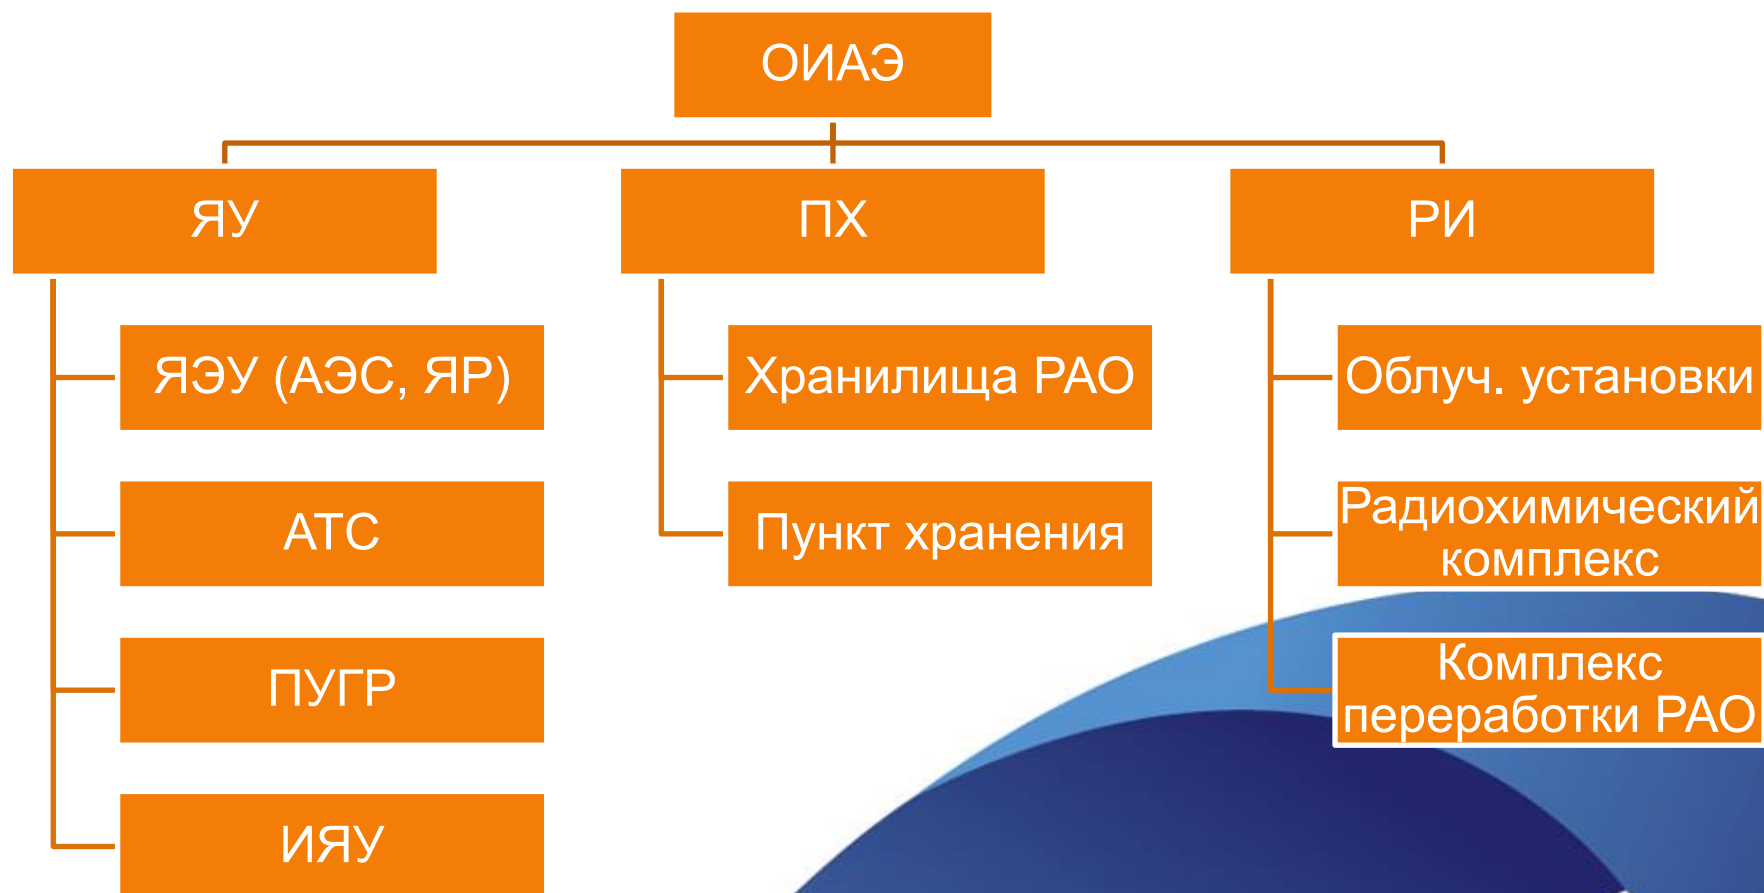 ОИАЭ
ЯУ
ПХ
РИ
ЯЭУ (АЭС, ЯР)
Хранилища РАО
Облуч. установки
АТС
Пункт хранения
Радиохимический
комплекс
ПУГР
Комплекс
переработки РАО
ИЯУ